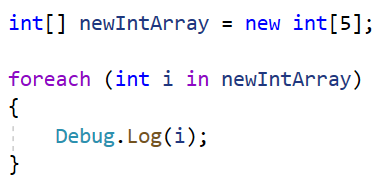 int[] newIntArray = new int[5];
foreach (int i in newIntArray)
{
Debug.Log(i);
}